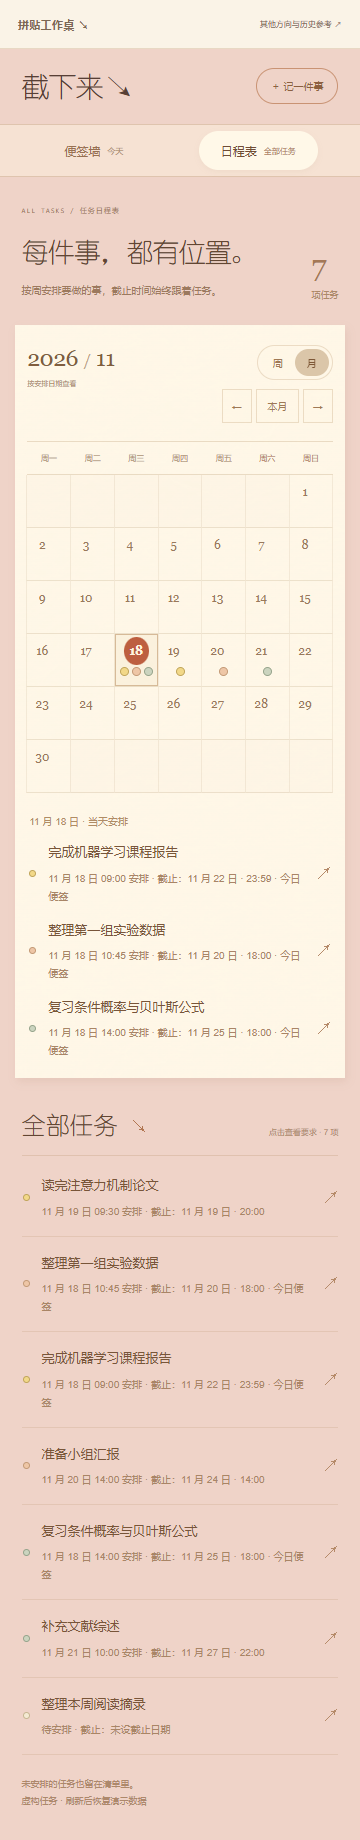 拼贴工作桌 ↘
其他方向与历史参考 ↗
截下来↘
+ 记一件事
便签墙 今天
日程表 全部任务
ALL TASKS / 任务日程表
每件事，都有位置。
按周安排要做的事，截止时间始终跟着任务。
7
项任务
2026 / 11
按安排日期查看
周 月
← 本月 →
周一 周二 周三 周四 周五 周六 周日
1
2 3 4 5 6 7 8
9 10 11 12 13 14 15
16 17 18 19 20 21 22
23 24 25 26 27 28 29
30
11 月 18 日 · 当天安排
完成机器学习课程报告
11 月 18 日 09:00 安排 · 截止：11 月 22 日 · 23:59 · 今日
便签
整理第一组实验数据
11 月 18 日 10:45 安排 · 截止：11 月 20 日 · 18:00 · 今日
便签
复习条件概率与贝叶斯公式
11 月 18 日 14:00 安排 · 截止：11 月 25 日 · 18:00 · 今日
便签
全部任务 ↘
点击查看要求 · 7 项
读完注意力机制论文
11 月 19 日 09:30 安排 · 截止：11 月 19 日 · 20:00
整理第一组实验数据
11 月 18 日 10:45 安排 · 截止：11 月 20 日 · 18:00 · 今日便
签
完成机器学习课程报告
11 月 18 日 09:00 安排 · 截止：11 月 22 日 · 23:59 · 今日便
签
准备小组汇报
11 月 20 日 14:00 安排 · 截止：11 月 24 日 · 14:00
复习条件概率与贝叶斯公式
11 月 18 日 14:00 安排 · 截止：11 月 25 日 · 18:00 · 今日便
签
补充文献综述
11 月 21 日 10:00 安排 · 截止：11 月 27 日 · 22:00
整理本周阅读摘录
待安排 · 截止：未设截止日期
未安排的任务也留在清单里。
虚构任务 · 刷新后恢复演示数据